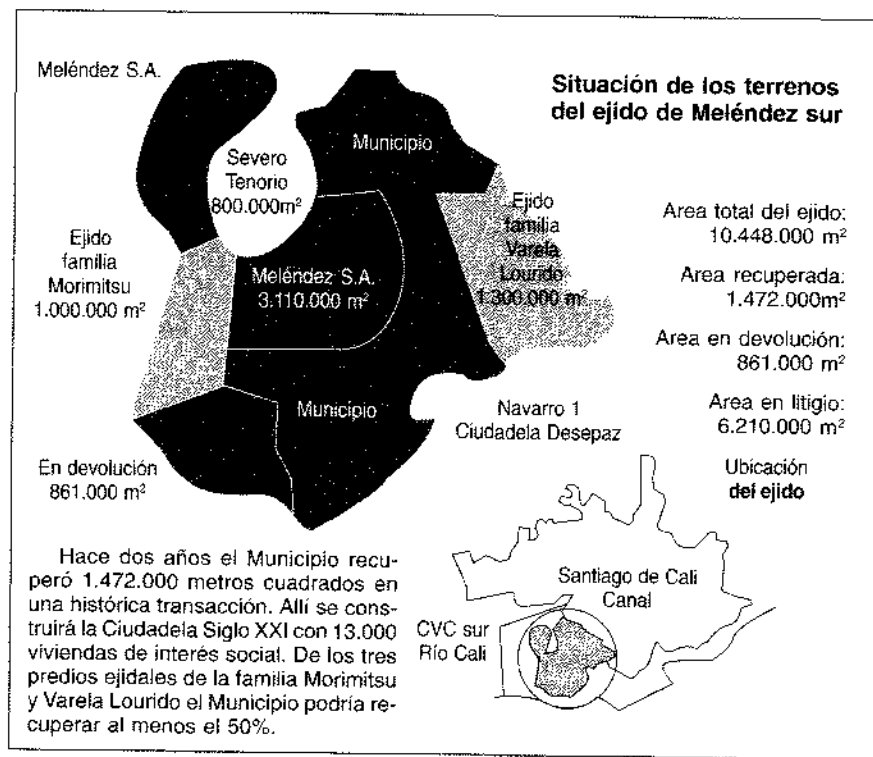 Situación de los terrenos
del ejido de Meléndez sur
Meléndez S.A.
Municipio
Severo
Tenorio
800.000m²
Ejido
familia
Morimitsu
1.000.000 m²
Meléndez S.A.
3.110.000 m²
Ejido
familia
Varela
Lourido
1.300.000 m²
Area total del ejido:
10.448.000 m²
Area recuperada:
1.472.000m²
Area en devolución:
861.000 m²
Area en litigio:
6.210.000 m²
Municipio
Navarro 1
Ciudadela Desepaz
En devolución
861.000 m²
Ubicación
del ejido
Santiago de Cali
Canal
CVC sur
Río Cali
Hace dos años el Municipio recu-
peró 1.472.000 metros cuadrados en
una histórica transacción. Allí se cons-
truirá la Ciudadela Siglo XXI con 13.000
viviendas de interés social. De los tres
predios ejidales de la familia Morimitsu
y Varela Lourido el Municipio podría re-
cuperar al menos el 50%.